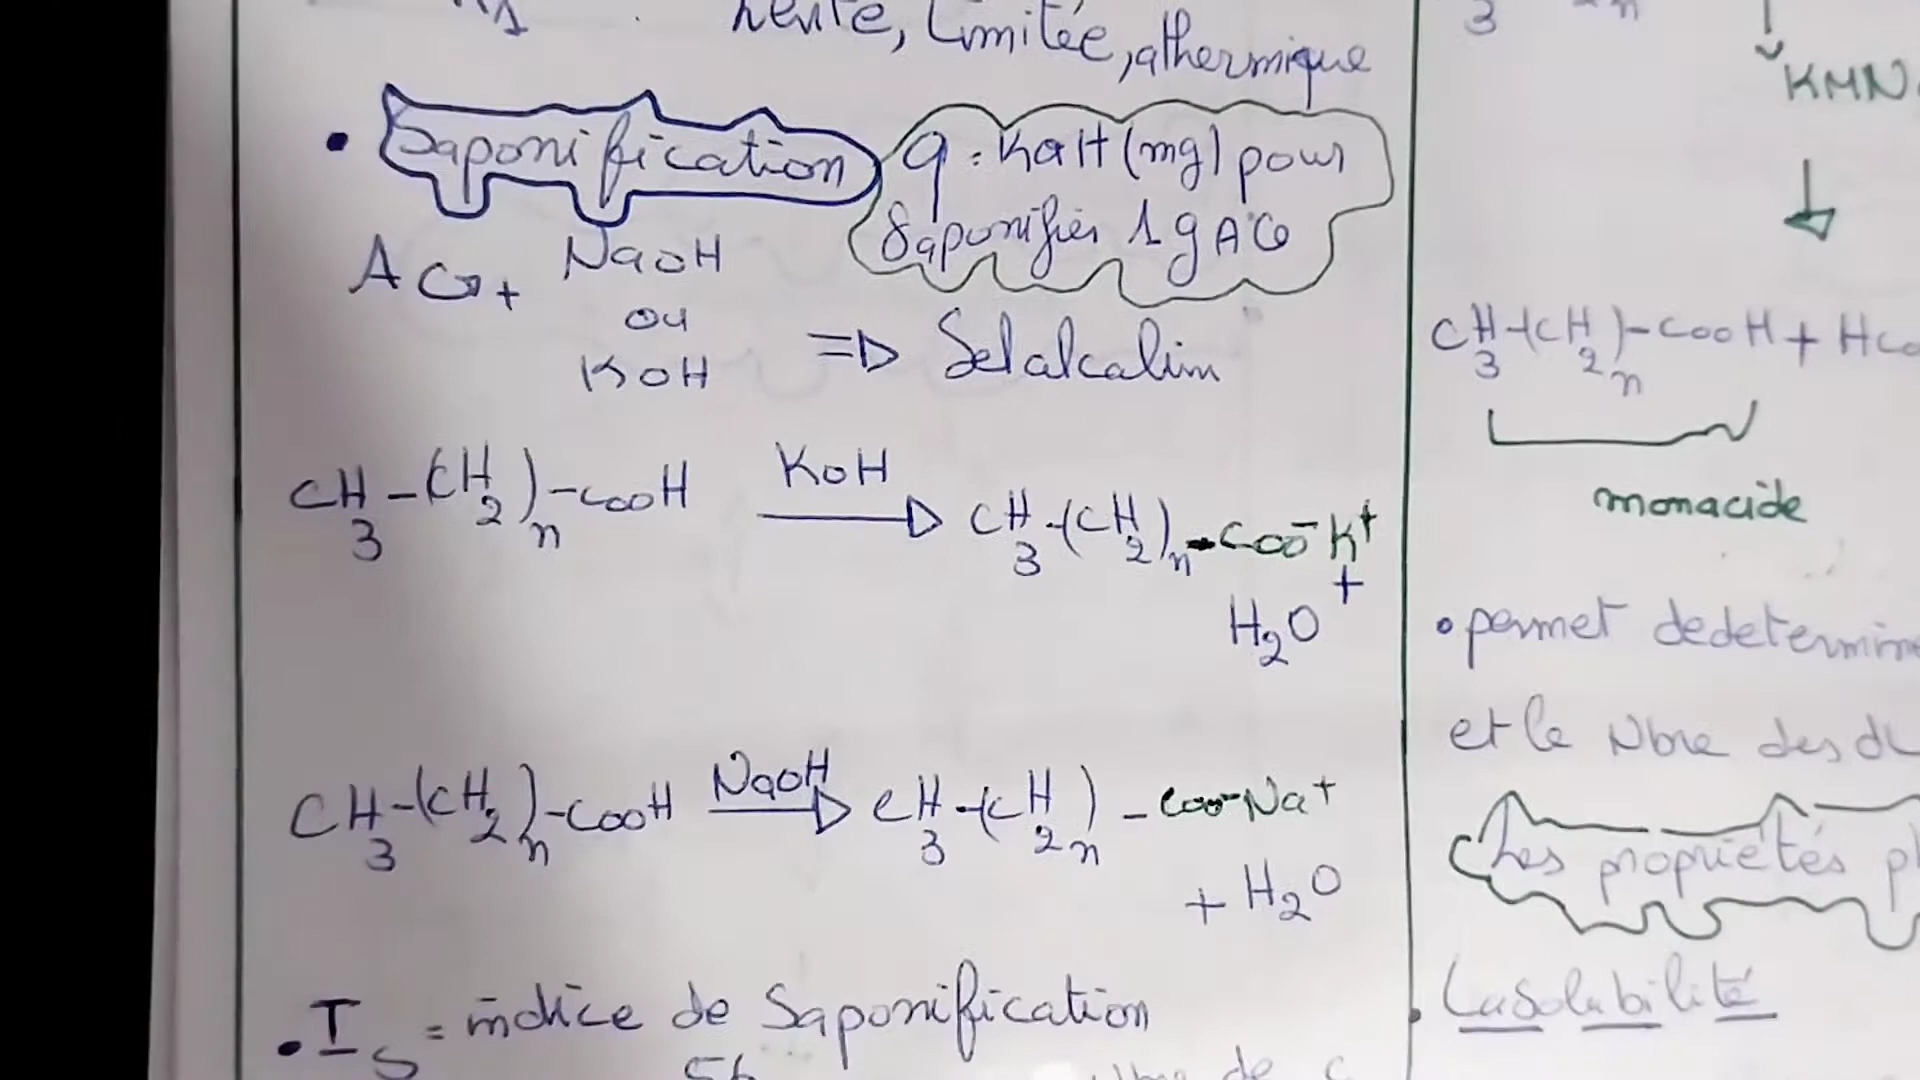 Lente, limitée, athermique
• Saponification
q : KOH (mg) pour
saponifier 1g AG
AG + NaOH
ou
KOH
⇒ Sel alcalin
CH3-(CH2)n-COOH KOH → CH3-(CH2)n-COO⁻K⁺
+
H2O
CH3-(CH2)n-COOH NaOH → CH3-(CH2)n-COO⁻Na⁺
+ H2O
• Is = indice de Saponification
3
n
KMN
CH3-(CH2)n-COOH + HCO
monacide
• permet de determin
et le Nbre des d
Les propriétés p
• La solubilité